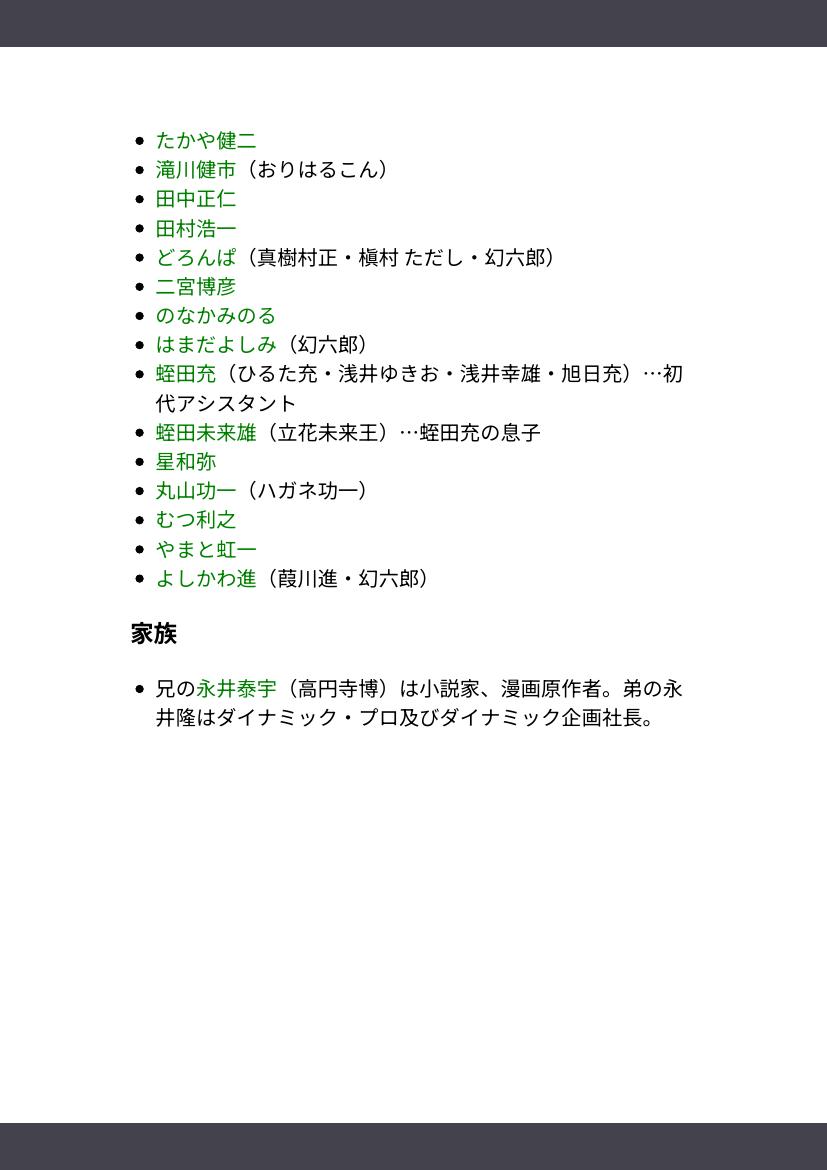 たかや健二
滝川健市（おりはるこん）
田中正仁
田村浩一
どろんぱ（真樹村正・槇村 ただし・幻六郎）
二宮博彦
のなかみのる
はまだよしみ（幻六郎）
蛭田充（ひるた充・浅井ゆきお・浅井幸雄・旭日充）…初
代アシスタント
蛭田未来雄（立花未来王）…蛭田充の息子
星和弥
丸山功一（ハガネ功一）
むつ利之
やまと虹一
よしかわ進（葭川進・幻六郎）
家族
兄の永井泰宇（高円寺博）は小説家、漫画原作者。弟の永
井隆はダイナミック・プロ及びダイナミック企画社長。